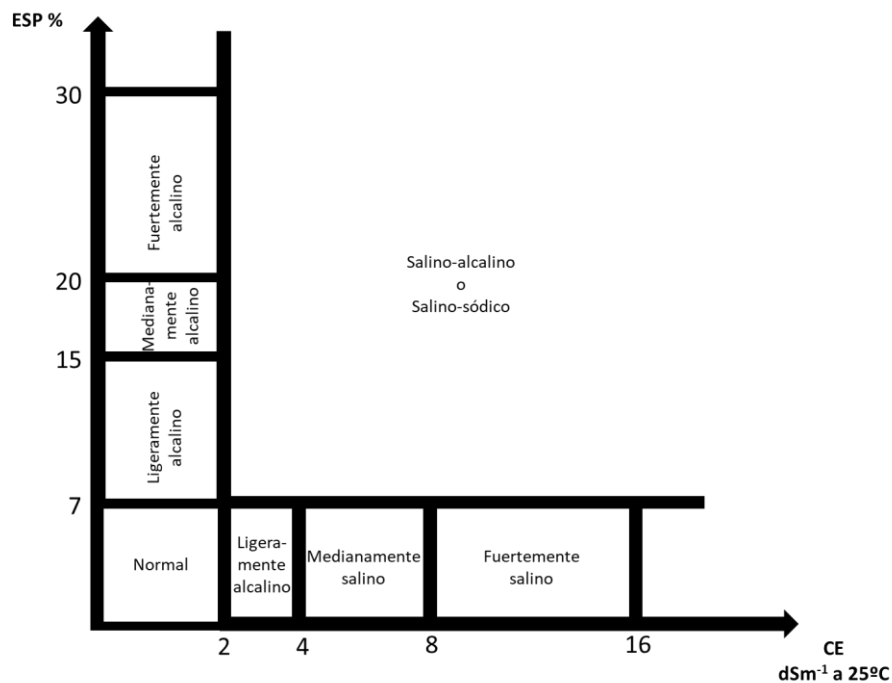 ESP %
30
Fuertemente
alcalino
20
Mediana-
mente
alcalino
15
Ligeramente
alcalino
7
Salino-alcalino
o
Salino-sódico
Normal
Ligera-
mente
alcalino
Medianamente
salino
Fuertemente
salino
2
4
8
16
CE
dSm⁻¹ a 25ºC